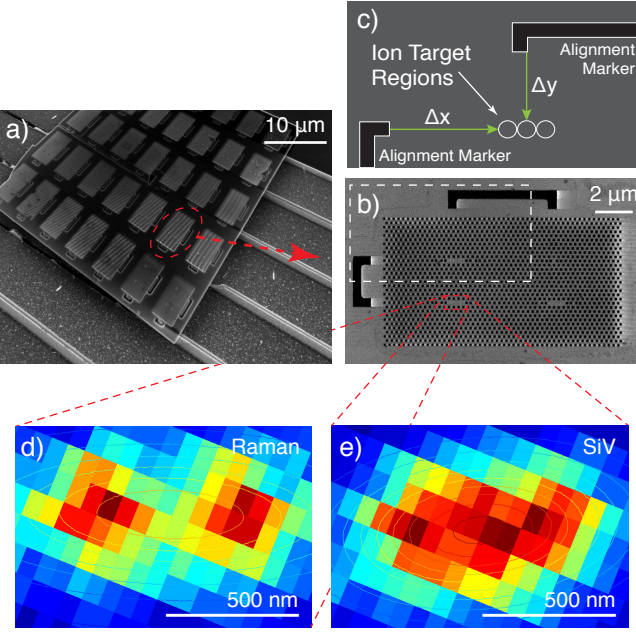 c)
Ion Target
Regions
Alignment
Marker
Δy
Δx
Alignment Marker
a)
10 μm
b)
2 μm
d)
Raman
500 nm
e)
SiV
500 nm